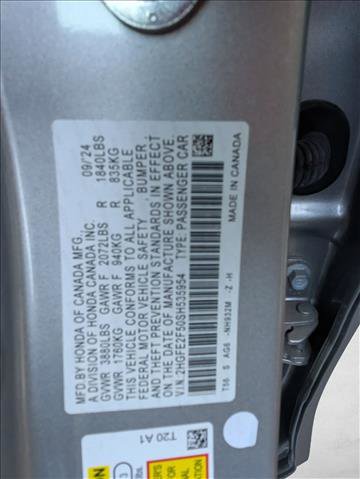 MFD.BY HONDA OF CANADA MFG.,
A DIVISION OF HONDA CANADA INC. 09/24
GVWR 3880LBS GAWR F 2072LBS R 1840LBS
GVWR 1760KG GAWR F 940KG R 835KG
THIS VEHICLE CONFORMS TO ALL APPLICABLE
FEDERAL MOTOR VEHICLE SAFETY , BUMPER ,
AND THEFT PREVENTION STANDARDS IN EFFECT
ON THE DATE OF MANUFACTURE SHOWN ABOVE.
V.I.N. 2HGFE2F50SH535954 TYPE: PASSENGER CAR
T56 S AG6 -NH932M -Z -H MADE IN CANADA
T20 A1